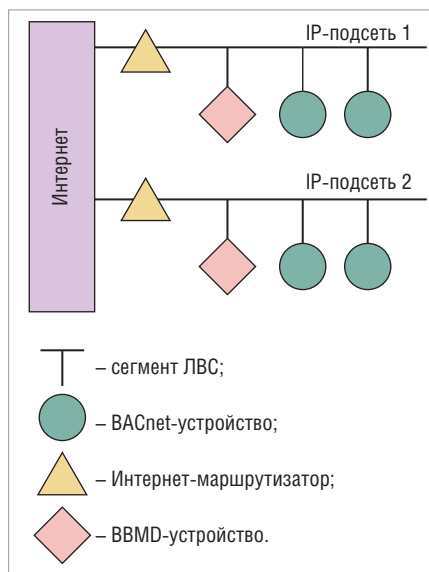 IP-подсеть 1
Интернет
IP-подсеть 2
– сегмент ЛВС;
– BACnet-устройство;
– Интернет-маршрутизатор;
– BBMD-устройство.